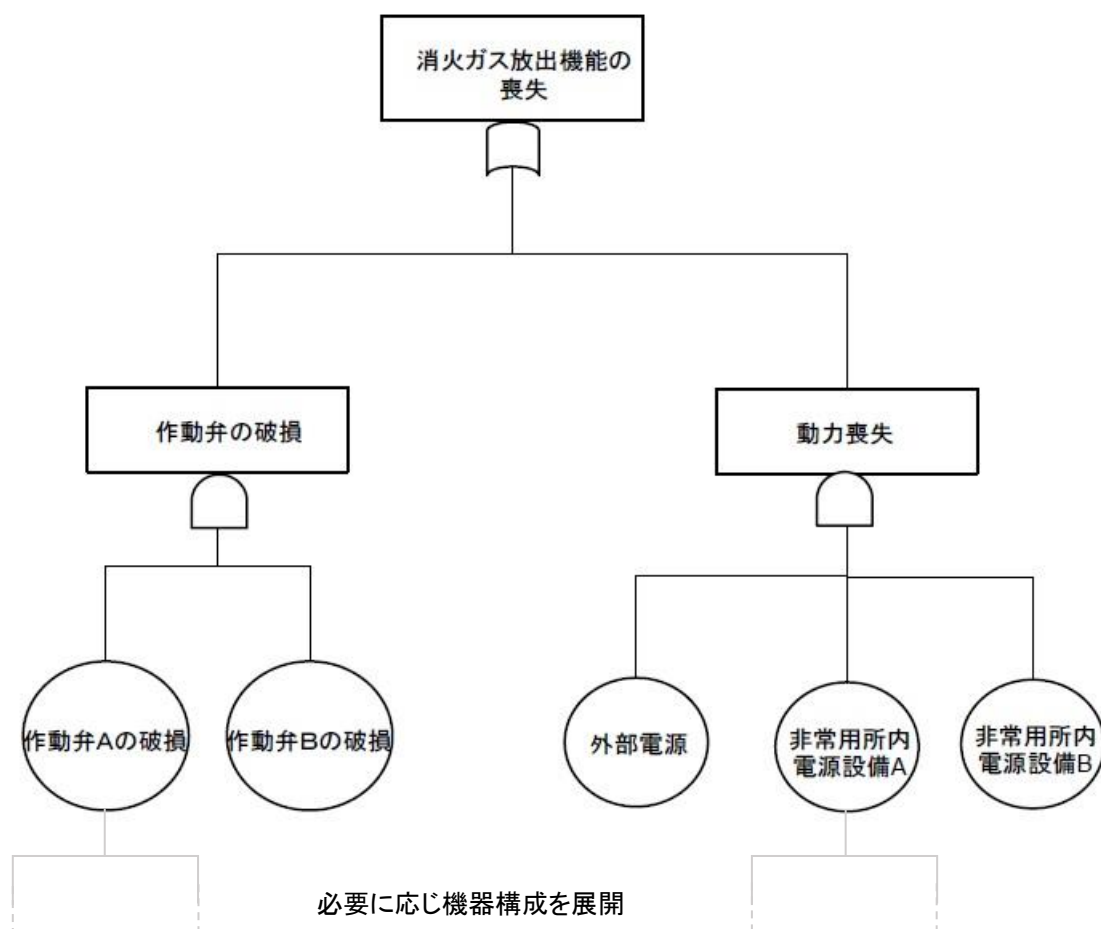 消火ガス放出機能の
喪失
作動弁の破損
動力喪失
作動弁Aの破損
作動弁Bの破損
外部電源
非常用所内
電源設備A
非常用所内
電源設備B
必要に応じ機器構成を展開